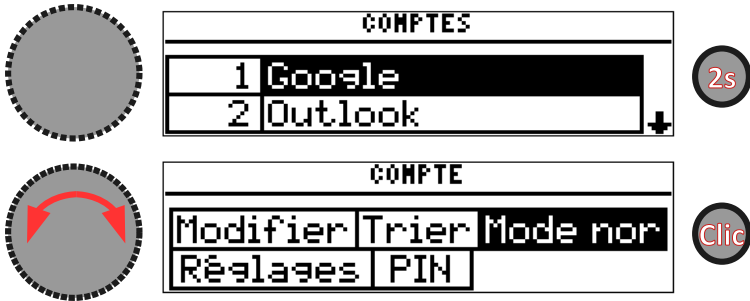 COMPTES
1 Google
2 Outlook
2s
COMPTE
Modifier Trier Mode nor
Réglages PIN
Clic